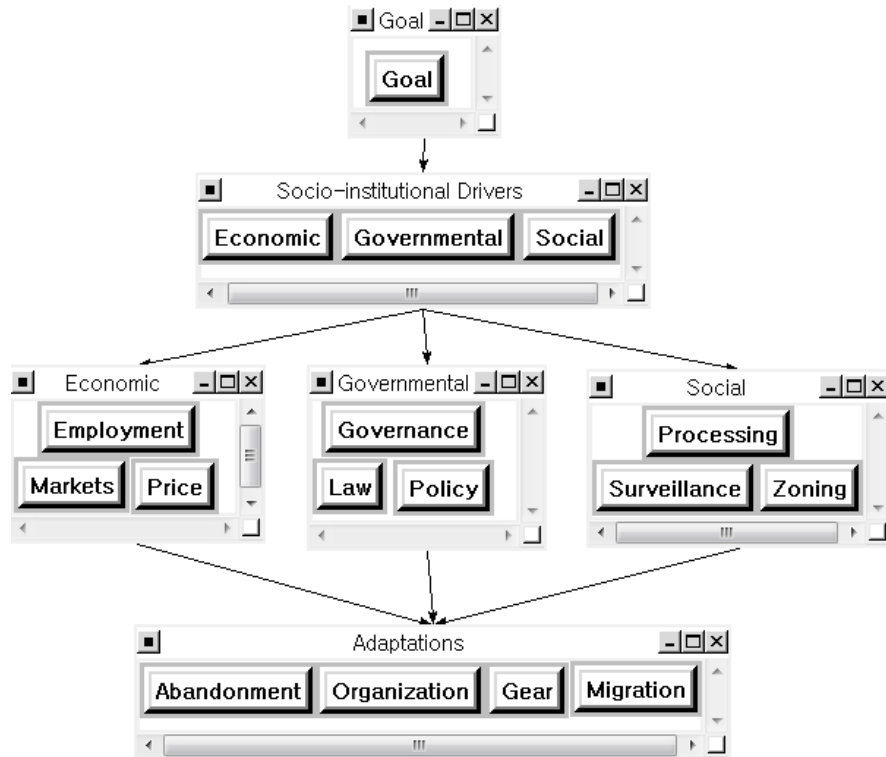 Goal
Goal
Socio-institutional Drivers
Economic Governmental Social
Economic
Employment
Markets Price
Governmental
Governance
Law Policy
Social
Processing
Surveillance Zoning
Adaptations
Abandonment Organization Gear Migration